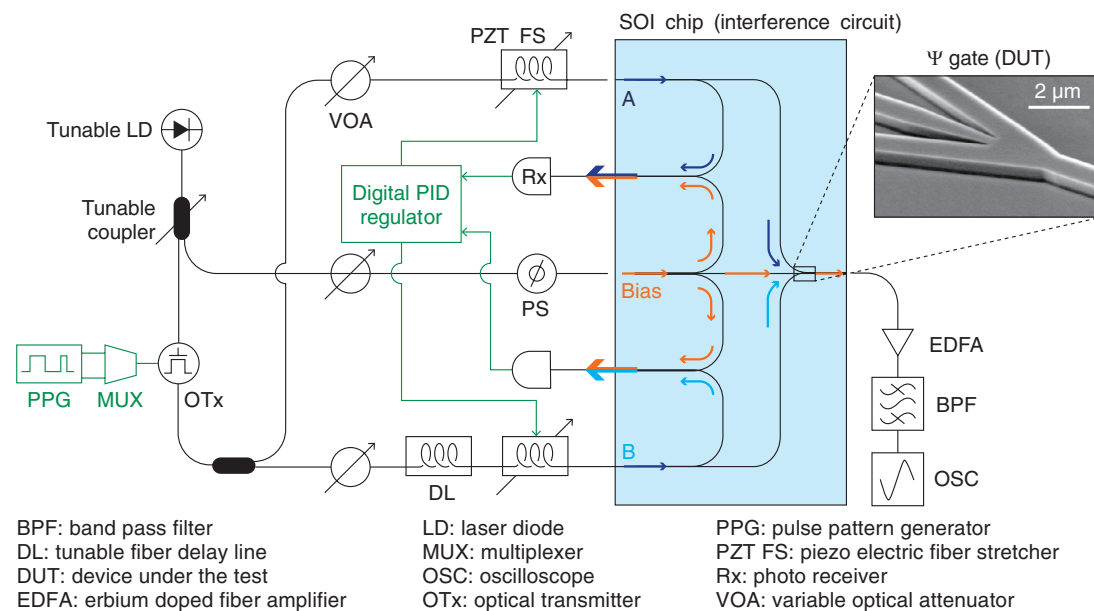 SOI chip (interference circuit)
PZT FS
Ψ gate (DUT)
2 μm
A
VOA
Tunable LD
Rx
Digital PID
regulator
Tunable
coupler
Bias
PS
EDFA
PPG
MUX
OTx
BPF
B
DL
OSC
BPF: band pass filter
DL: tunable fiber delay line
DUT: device under the test
EDFA: erbium doped fiber amplifier
LD: laser diode
MUX: multiplexer
OSC: oscilloscope
OTx: optical transmitter
PPG: pulse pattern generator
PZT FS: piezo electric fiber stretcher
Rx: photo receiver
VOA: variable optical attenuator